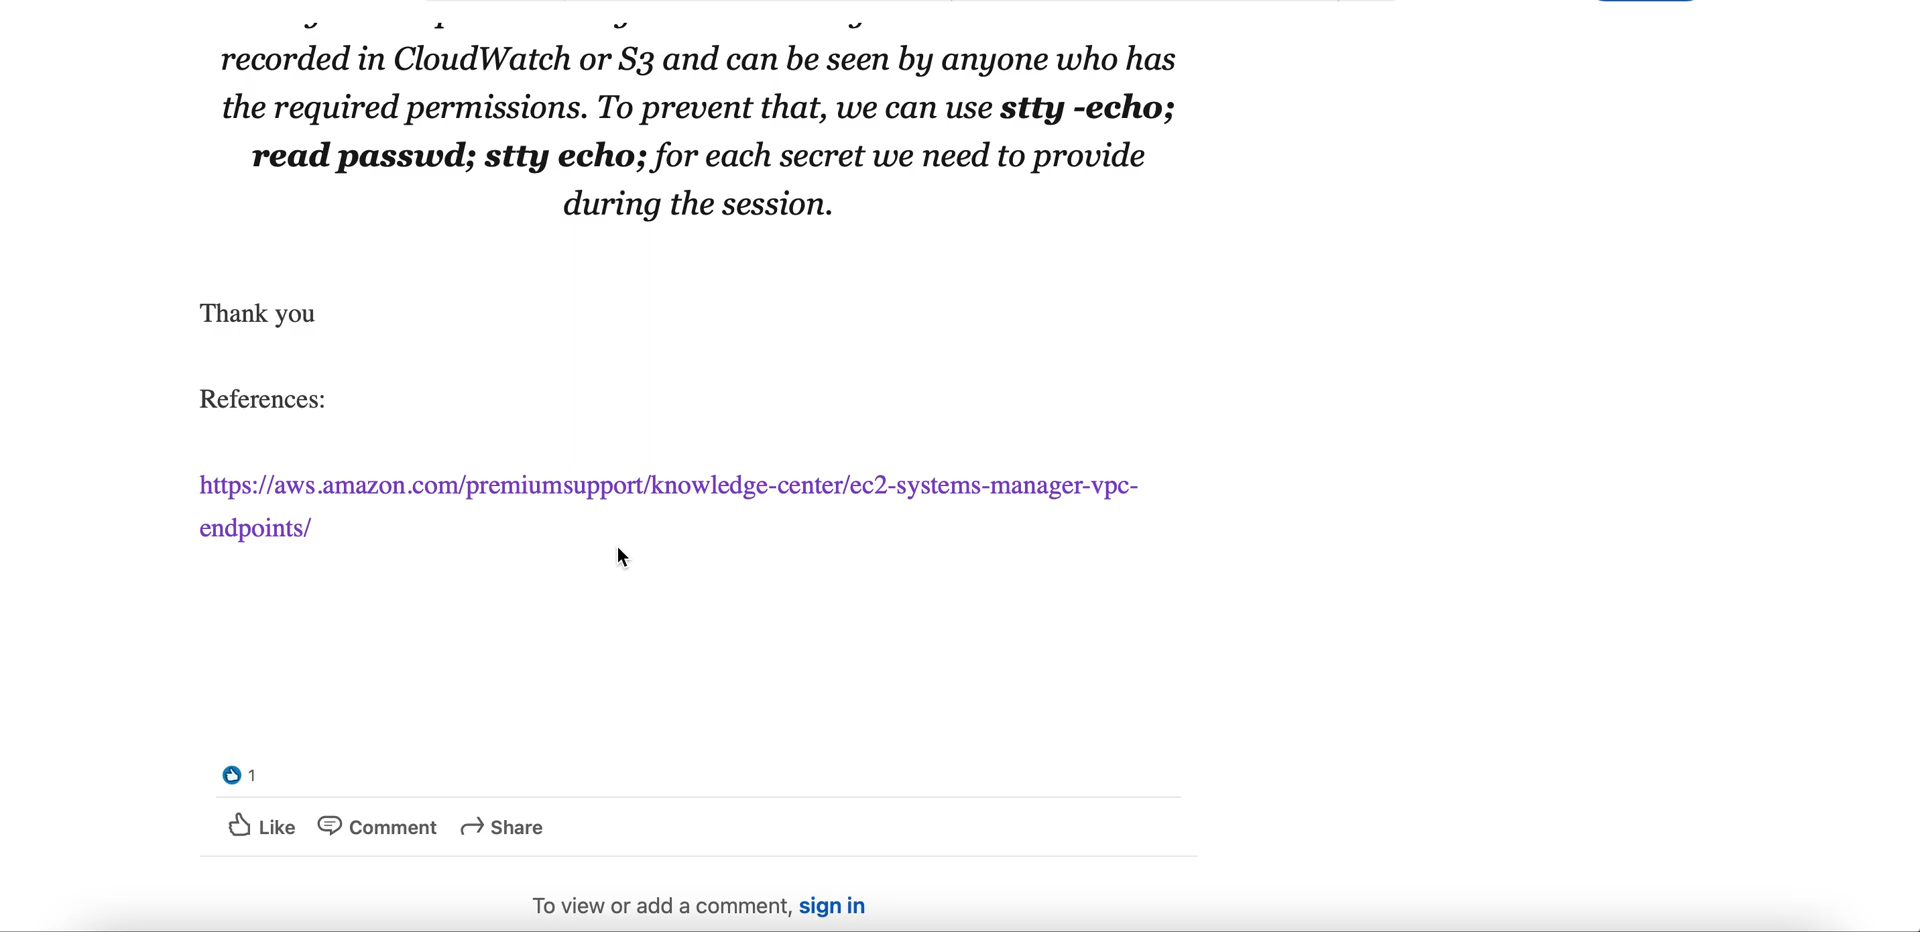 recorded in CloudWatch or S3 and can be seen by anyone who has
the required permissions. To prevent that, we can use stty -echo;
read passwd; stty echo; for each secret we need to provide
during the session.
Thank you
References:
https://aws.amazon.com/premiumsupport/knowledge-center/ec2-systems-manager-vpc-
endpoints/
1
Like Comment Share
To view or add a comment, sign in